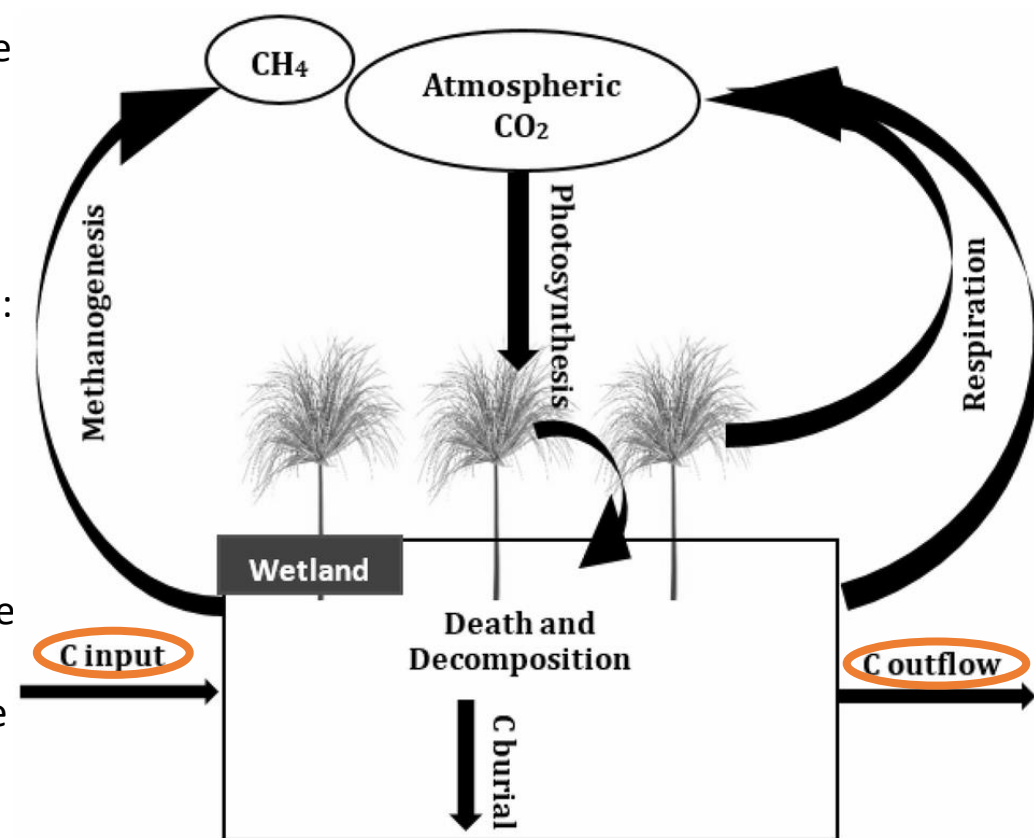 e
CH₄
Atmospheric
CO₂
Photosynthesis
Methanogenesis
Respiration
:
Wetland
e
Death and
Decomposition
C input
C outflow
e
C burial